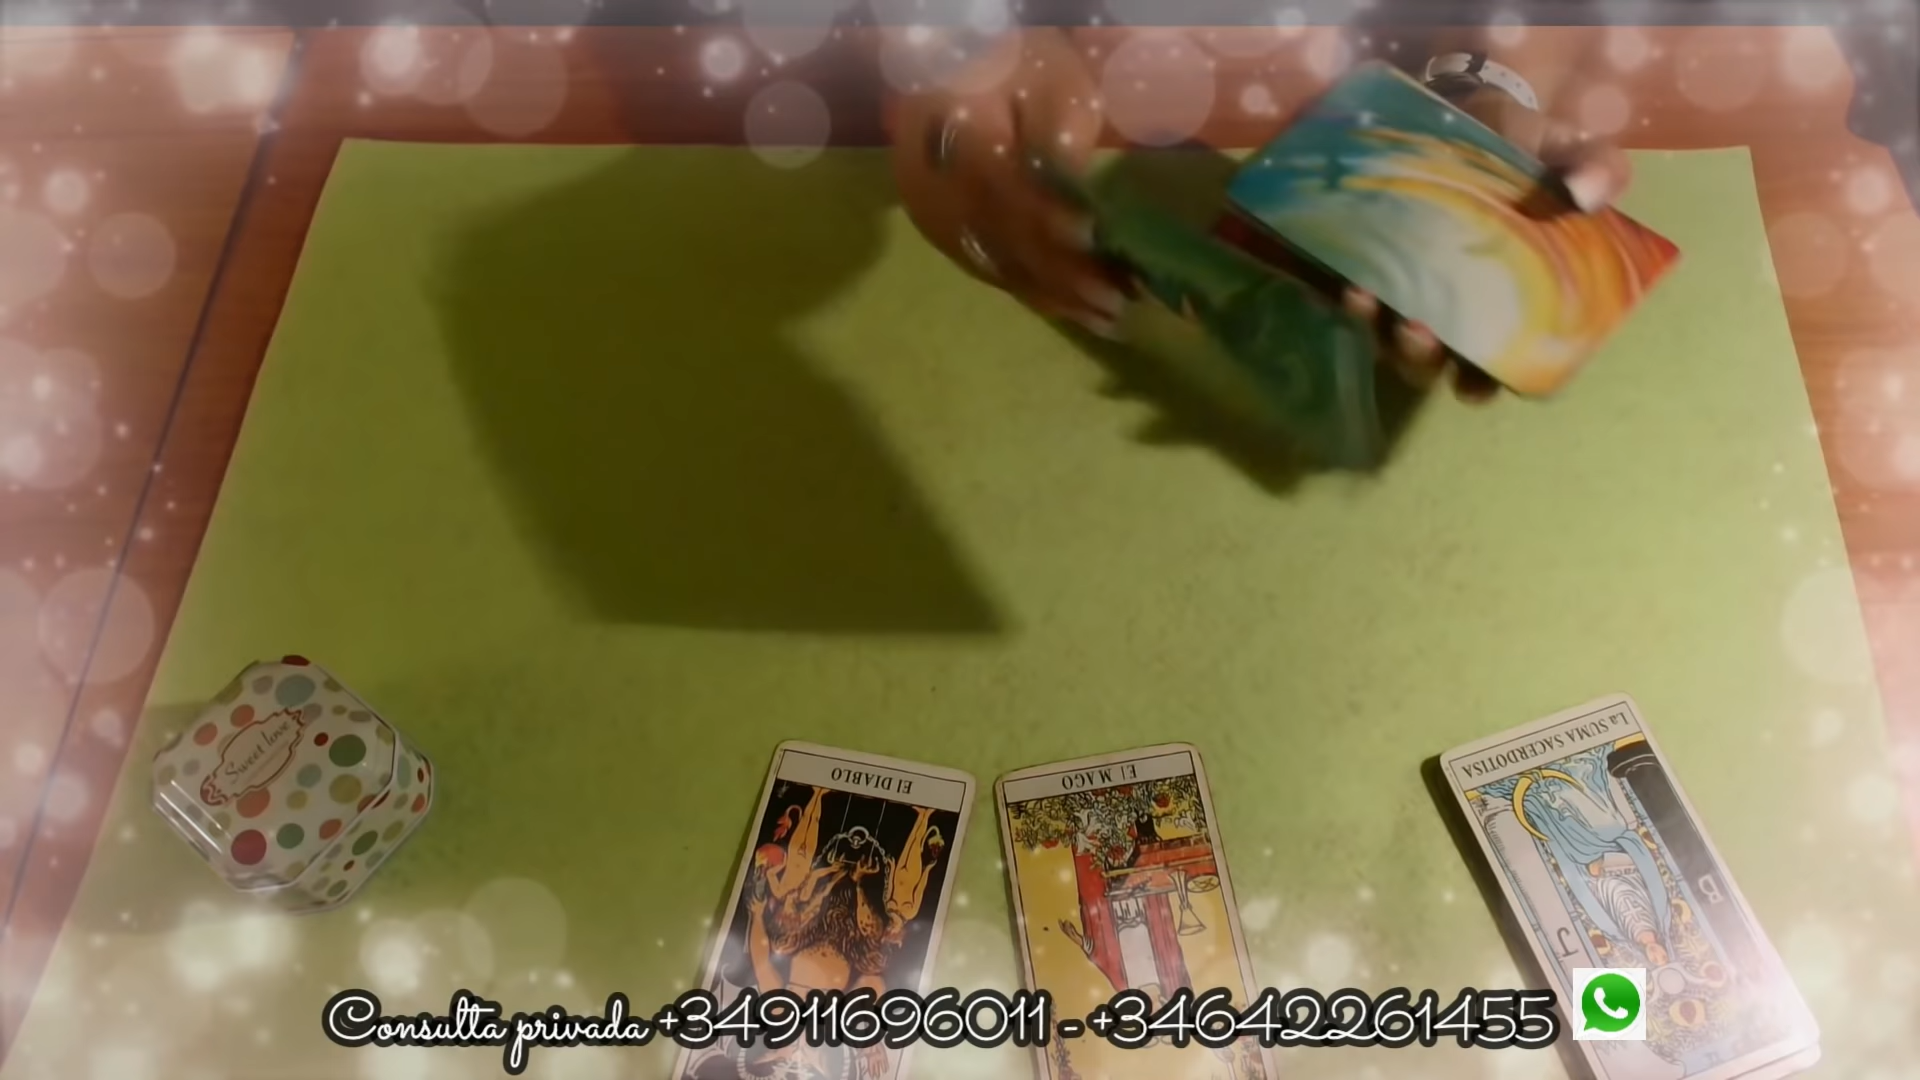 Sweet love
El DIABLO
El MAGO
La SUMA SACERDOTISA
B
J
Consulta privada +34911696011 - +34642261455